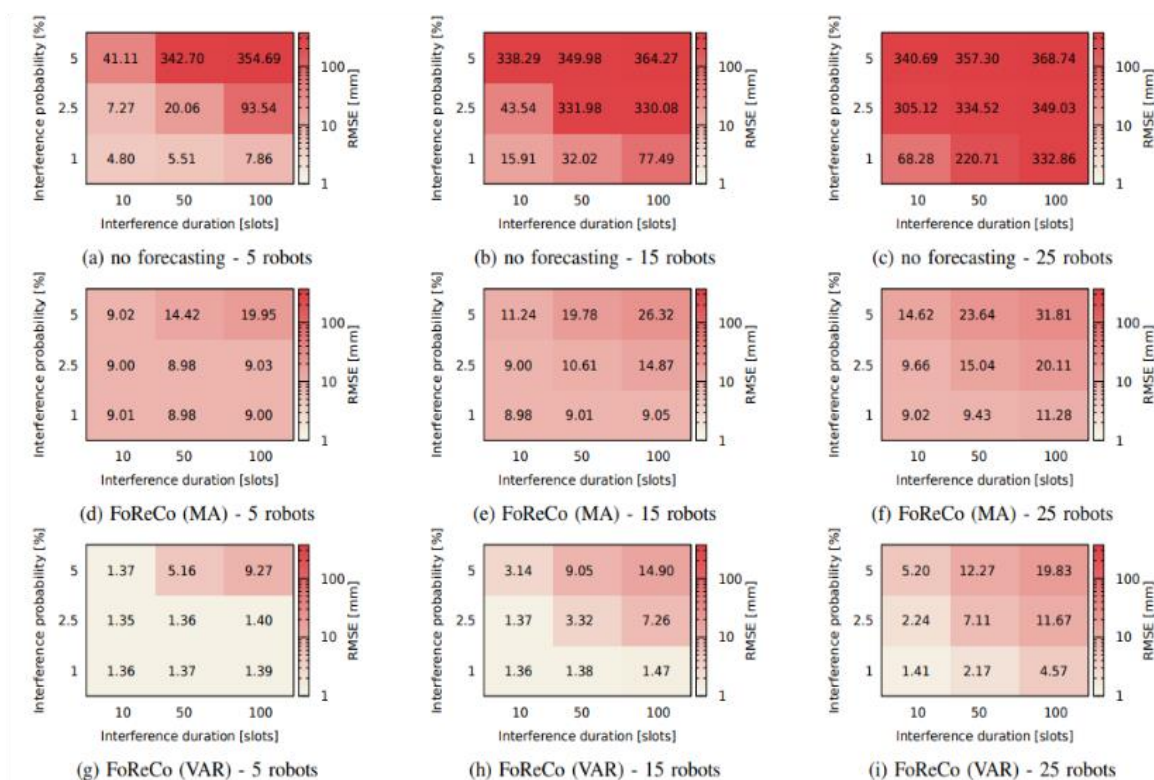 Interference probability [%]
5 41.11 342.70 354.69
2.5 7.27 20.06 93.54
1 4.80 5.51 7.86
10 50 100
Interference duration [slots]
100
10
1
RMSE [mm]
(a) no forecasting - 5 robots
Interference probability [%]
5 338.29 349.98 364.27
2.5 43.54 331.98 330.08
1 15.91 32.02 77.49
10 50 100
Interference duration [slots]
100
10
1
RMSE [mm]
(b) no forecasting - 15 robots
Interference probability [%]
5 340.69 357.30 368.74
2.5 305.12 334.52 349.03
1 68.28 220.71 332.86
10 50 100
Interference duration [slots]
100
10
1
RMSE [mm]
(c) no forecasting - 25 robots
Interference probability [%]
5 9.02 14.42 19.95
2.5 9.00 8.98 9.03
1 9.01 8.98 9.00
10 50 100
Interference duration [slots]
100
10
1
RMSE [mm]
(d) FoReCo (MA) - 5 robots
Interference probability [%]
5 11.24 19.78 26.32
2.5 9.00 10.61 14.87
1 8.98 9.01 9.05
10 50 100
Interference duration [slots]
100
10
1
RMSE [mm]
(e) FoReCo (MA) - 15 robots
Interference probability [%]
5 14.62 23.64 31.81
2.5 9.66 15.04 20.11
1 9.02 9.43 11.28
10 50 100
Interference duration [slots]
100
10
1
RMSE [mm]
(f) FoReCo (MA) - 25 robots
Interference probability [%]
5 1.37 5.16 9.27
2.5 1.35 1.36 1.40
1 1.36 1.37 1.39
10 50 100
Interference duration [slots]
100
10
1
RMSE [mm]
(g) FoReCo (VAR) - 5 robots
Interference probability [%]
5 3.14 9.05 14.90
2.5 1.37 3.32 7.26
1 1.36 1.38 1.47
10 50 100
Interference duration [slots]
100
10
1
RMSE [mm]
(h) FoReCo (VAR) - 15 robots
Interference probability [%]
5 5.20 12.27 19.83
2.5 2.24 7.11 11.67
1 1.41 2.17 4.57
10 50 100
Interference duration [slots]
100
10
1
RMSE [mm]
(i) FoReCo (VAR) - 25 robots